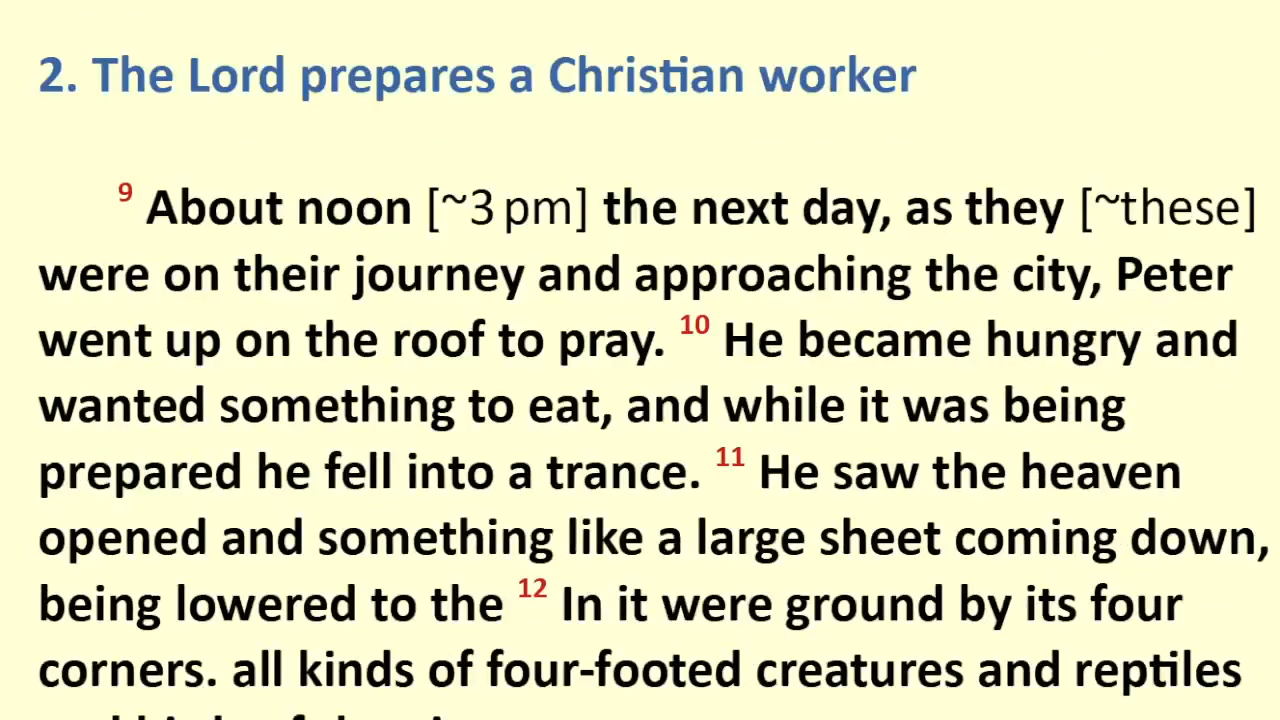 2. The Lord prepares a Christian worker
9 About noon [~3 pm] the next day, as they [~these]
were on their journey and approaching the city, Peter
went up on the roof to pray. 10 He became hungry and
wanted something to eat, and while it was being
prepared he fell into a trance. 11 He saw the heaven
opened and something like a large sheet coming down,
being lowered to the 12 In it were ground by its four
corners. all kinds of four-footed creatures and reptiles